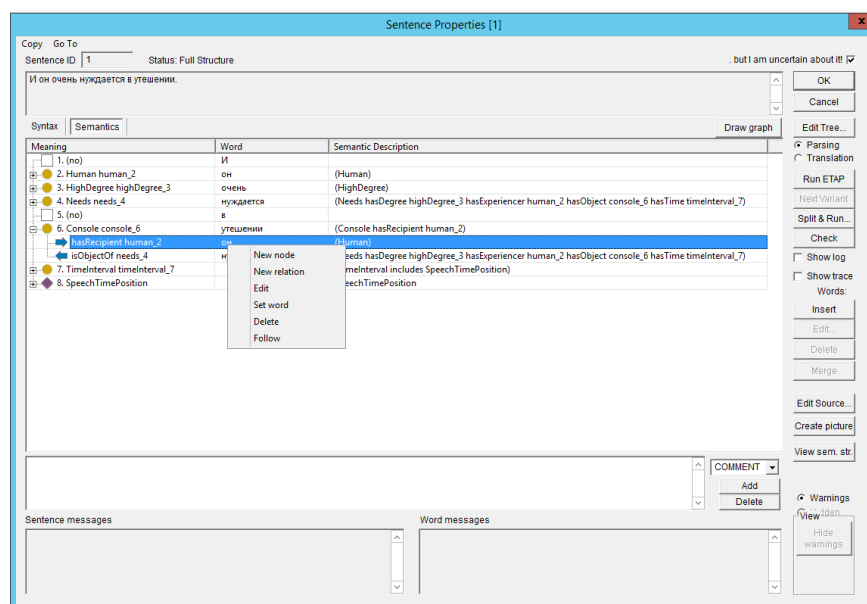 Sentence Properties [1]
x
Copy Go To
Sentence ID 1 Status: Full Structure . but I am uncertain about it!
И он очень нуждается в утешении.
OK
Cancel
Syntax Semantics Draw graph Edit Tree...
Meaning Word Semantic Description
Parsing
Translation
1. (no) И
2. Human human_2 он (Human)
3. HighDegree highDegree_3 очень (HighDegree)
4. Needs needs_4 нуждается (Needs hasDegree highDegree_3 hasExperiencer human_2 hasObject console_6 hasTime timeInterval_7)
5. (no) в
6. Console console_6 утешении (Console hasRecipient human_2)
hasRecipient human_2 он (Human)
isObjectOf needs_4 н eeds hasDegree highDegree_3 hasExperiencer human_2 hasObject console_6 hasTime timeInterval_7)
7. TimeInterval timeInterval_7 meInterval includes SpeechTimePosition)
8. SpeechTimePosition eechTimePosition
New node
New relation
Edit
Set word
Delete
Follow
Run ETAP
Next Variant
Split & Run...
Check
Show log
Show trace
Words:
Insert
Edit...
Delete
Merge
Edit Source...
Create picture
View sem. str.
COMMENT
Add
Delete
Warnings
View
Hide
warnings
Sentence messages Word messages